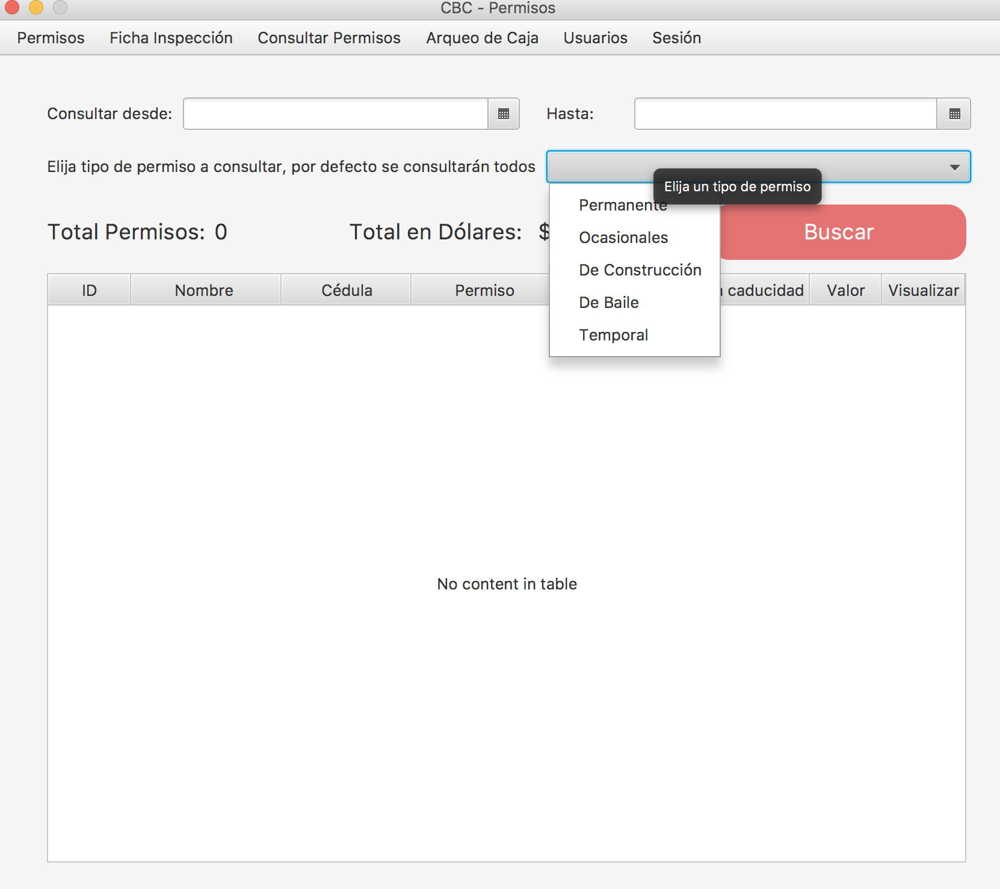 CBC - Permisos
Permisos Ficha Inspección Consultar Permisos Arqueo de Caja Usuarios Sesión
Consultar desde: Hasta:
Elija tipo de permiso a consultar, por defecto se consultarán todos
Elija un tipo de permiso
Permanente
Ocasionales
De Construcción
De Baile
Temporal
Total Permisos: 0 Total en Dólares: $ Buscar
ID Nombre Cédula Permiso caducidad Valor Visualizar
No content in table